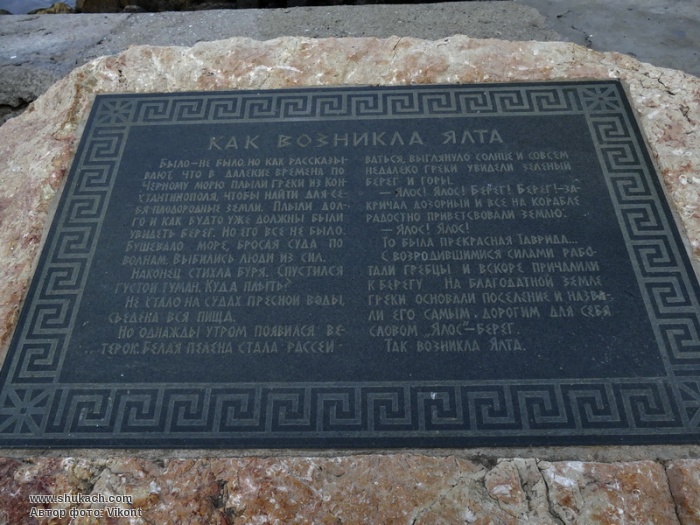 КАК ВОЗНИКЛА ЯЛТА
БЫЛО-НЕ БЫЛО, НО КАК РАССКАЗЫ-
ВАЮТ, ЧТО В ДАЛЕКИЕ ВРЕМЕНА ПО
ЧЕРНОМУ МОРЮ ПЛЫЛИ ГРЕКИ ИЗ КОН-
СТАНТИНОПОЛЯ, ЧТОБЫ НАЙТИ ДЛЯ СЕ-
БЯ ПЛОДОРОДНЫЕ ЗЕМЛИ. ПЛЫЛИ ДОЛ-
ГО И КАК БУДТО УЖЕ ДОЛЖНЫ БЫЛИ
УВИДЕТЬ БЕРЕГ. НО ЕГО ВСЕ НЕ БЫЛО.
БУШЕВАЛО МОРЕ, БРОСАЯ СУДА ПО
ВОЛНАМ. ВЫБИЛИСЬ ЛЮДИ ИЗ СИЛ.
НАКОНЕЦ СТИХЛА БУРЯ. СПУСТИЛСЯ
ГУСТОЙ ТУМАН. КУДА ПЛЫТЬ?
НЕ СТАЛО НА СУДАХ ПРЕСНОЙ ВОДЫ,
СЪЕДЕНА ВСЯ ПИЩА.
НО ОДНАЖДЫ УТРОМ ПОЯВИЛСЯ ВЕ-
ТЕРОК. БЕЛАЯ ПЕЛЕНА СТАЛА РАССЕИ-
ВАТЬСЯ, ВЫГЛЯНУЛО СОЛНЦЕ И СОВСЕМ
НЕДАЛЕКО ГРЕКИ УВИДЕЛИ ЗЕЛЕНЫЙ
БЕРЕГ И ГОРЫ.
— ЯЛОС! ЯЛОС! БЕРЕГ! БЕРЕГ!-ЗА-
КРИЧАЛ ДОЗОРНЫЙ И ВСЕ НА КОРАБЛЕ
РАДОСТНО ПРИВЕТСВОВАЛИ ЗЕМЛЮ.
— ЯЛОС! ЯЛОС!
ТО БЫЛА ПРЕКРАСНАЯ ТАВРИДА...
С ВОЗРОДИВШИМИСЯ СИЛАМИ РАБО-
ТАЛИ ГРЕБЦЫ. И ВСКОРЕ ПРИЧАЛИЛИ
К БЕРЕГУ. НА БЛАГОДАТНОЙ ЗЕМЛЕ
ГРЕКИ ОСНОВАЛИ ПОСЕЛЕНИЕ И НАЗВА-
ЛИ ЕГО САМЫМ ДОРОГИМ ДЛЯ СЕБЯ
СЛОВОМ „ЯЛОС"—БЕРЕГ.
ТАК ВОЗНИКЛА ЯЛТА.
www.shukach.com
Автор фото: Vikont